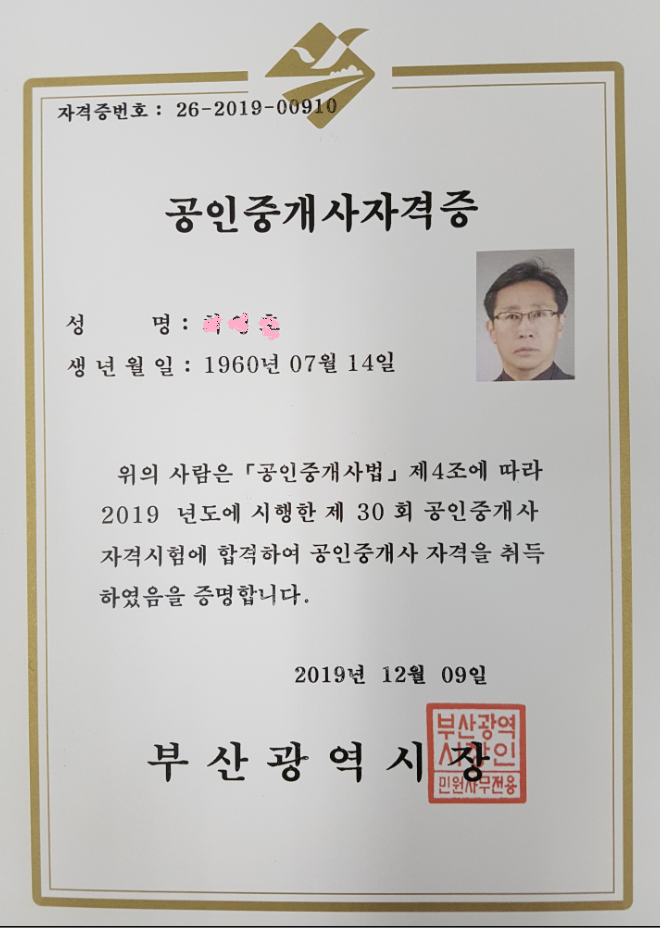 자격증번호 : 26-2019-00910
공인중개사자격증
성 명 :
생년월일 : 1960년 07월 14일
위의 사람은 「공인중개사법」 제4조에 따라
2019 년도에 시행한 제 30 회 공인중개사
자격시험에 합격하여 공인중개사 자격을 취득
하였음을 증명합니다.
2019년 12월 09일
부산광역시장
부산광역
시장인
민원사무전용